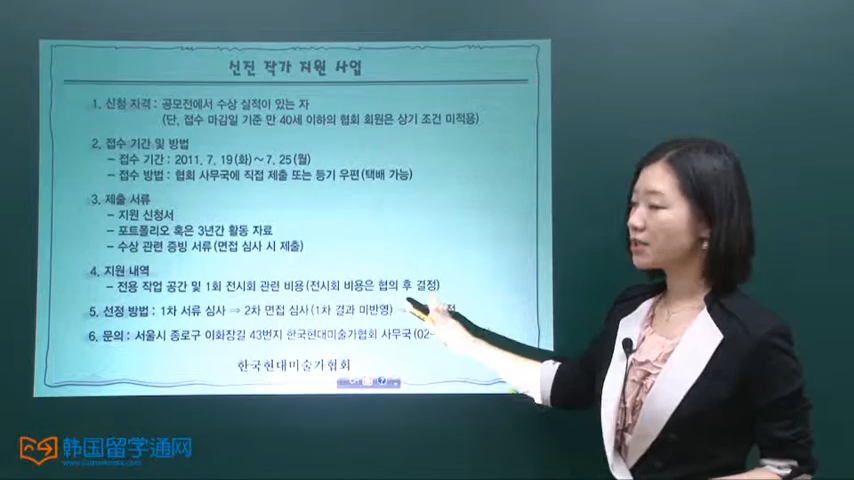 선진 작가 지원 사업
1. 신청 자격 : 공모전에서 수상 실적이 있는 자
(단, 접수 마감일 기준 만 40세 이하의 협회 회원은 상기 조건 미적용)
2. 접수 기간 및 방법
- 접수 기간 : 2011. 7. 19(화)~ 7. 25(월)
- 접수 방법 : 협회 사무국에 직접 제출 또는 등기 우편(택배 가능)
3. 제출 서류
- 지원 신청서
- 포트폴리오 혹은 3년간 활동 자료
- 수상 관련 증빙 서류(면접 심사 시 제출)
4. 지원 내역
- 전용 작업 공간 및 1회 전시회 관련 비용(전시회 비용은 협의 후 결정)
5. 선정 방법 : 1차 서류 심사 ⇒ 2차 면접 심사(1차 결과 미반영)
6. 문의 : 서울시 종로구 이화장길 43번지 한국현대미술가협회 사무국(02-
한국현대미술가협회
韩国留学通网